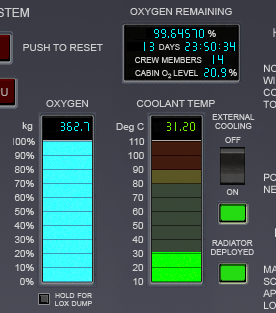 STEM
OXYGEN REMAINING
99.64570 %
13 DAYS 23:50:34
CREW MEMBERS 14
CABIN O2 LEVEL 20.9 %
PUSH TO RESET
U
OXYGEN
kg 362.7
100%
90%
80%
70%
60%
50%
40%
30%
20%
10%
0%
HOLD FOR
LOX DUMP
COOLANT TEMP
Deg C 31.20
110
100
90
80
70
60
50
40
30
20
10
EXTERNAL
COOLING
OFF
ON
RADIATOR
DEPLOYED
H
NO
WI
CO
TO
PO
NE
MA
SC
AP
LO